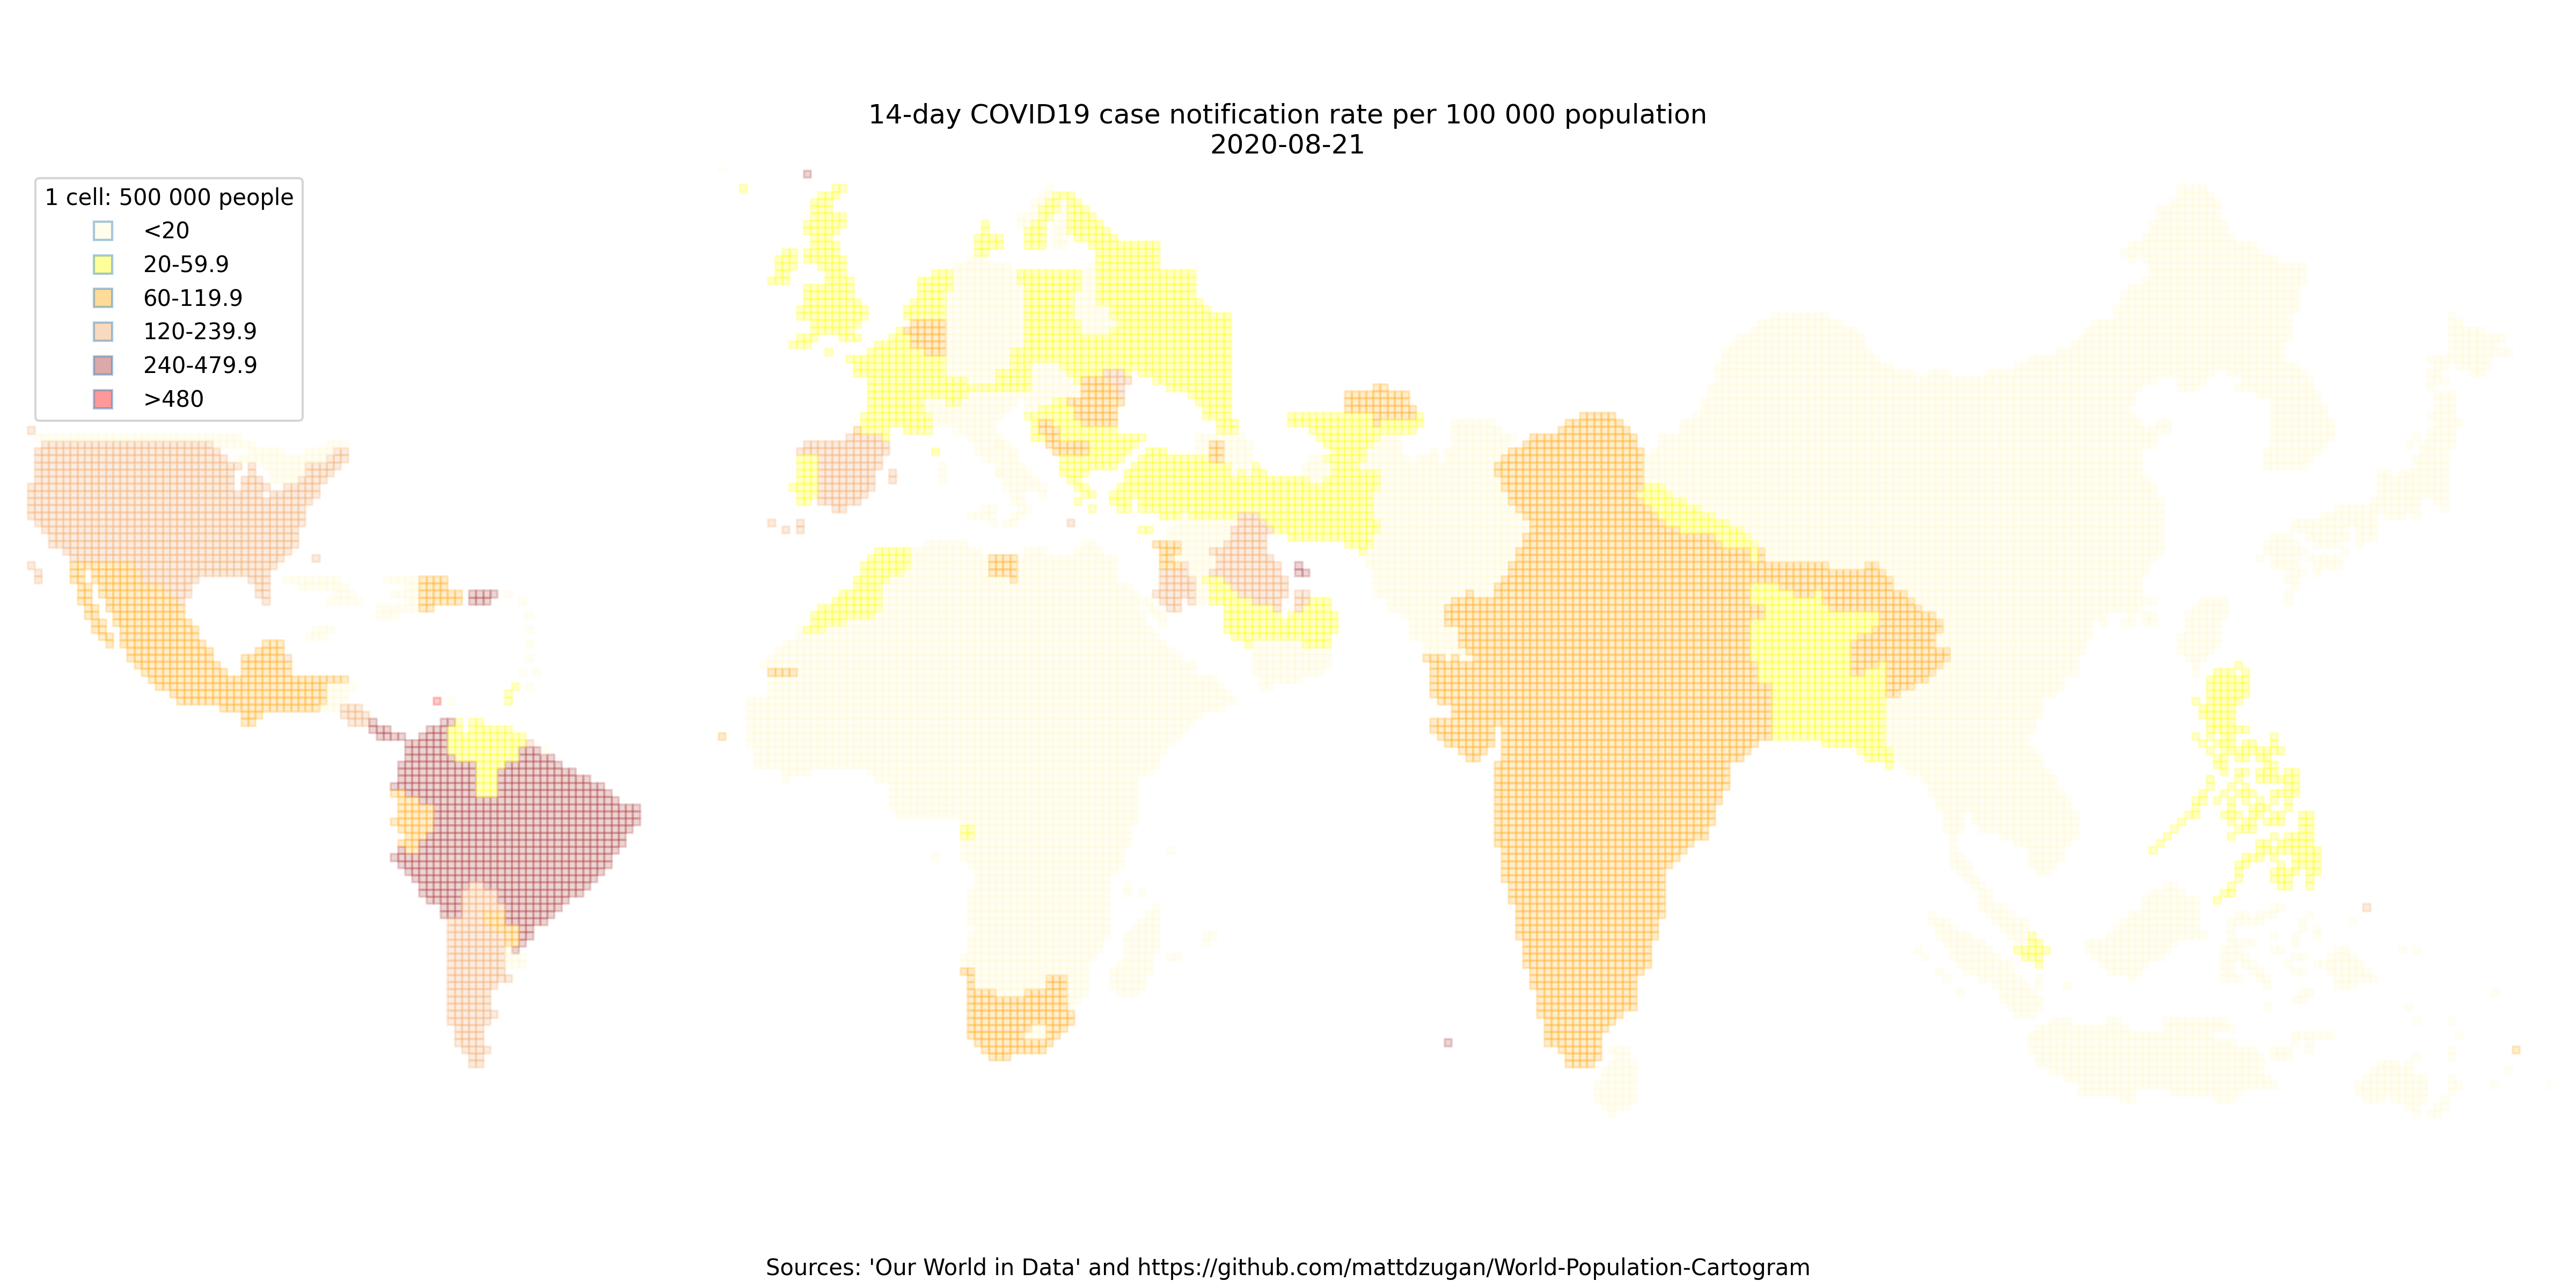 14-day COVID19 case notification rate per 100 000 population
2020-08-21
1 cell: 500 000 people
<20
20-59.9
60-119.9
120-239.9
240-479.9
>480
Sources: 'Our World in Data' and https://github.com/mattdzugan/World-Population-Cartogram